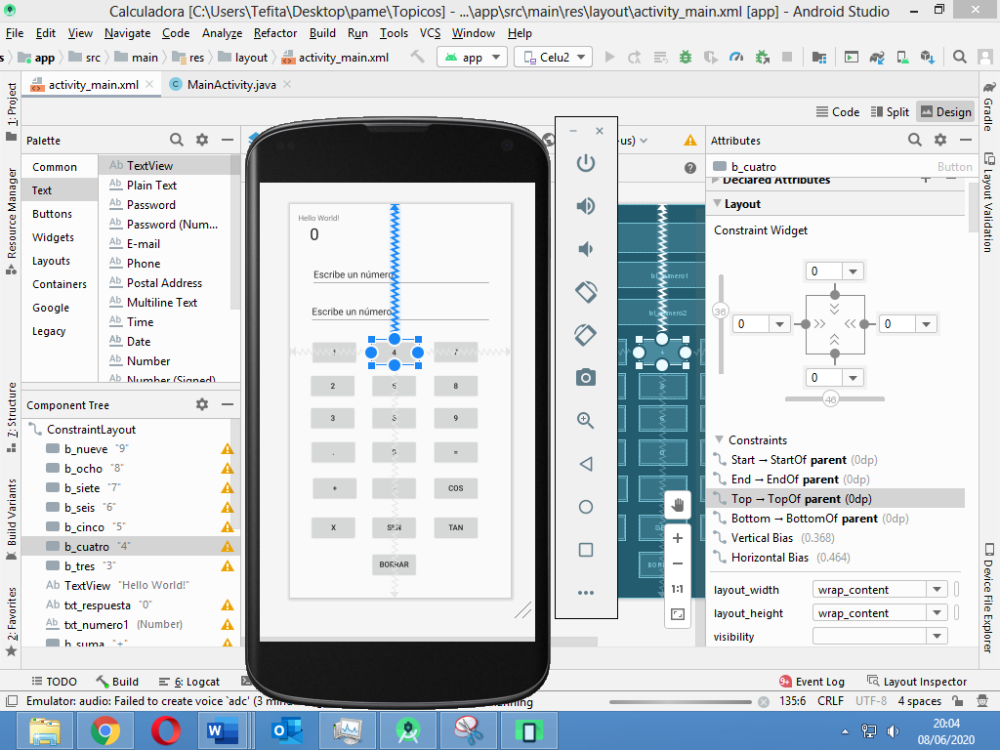 Calculadora [C:\Users\Tefita\Desktop\pame\Topicos] - ...\app\src\main\res\layout\activity_main.xml [app] - Android Studio
File Edit View Navigate Code Analyze Refactor Build Run Tools VCS Window Help
app src main res layout activity_main.xml app Celu2
activity_main.xml MainActivity.java
Code Split Design
1: Project
Resource Manager
7: Structure
Build Variants
2: Favorites
Palette
Common
Text
Buttons
Widgets
Layouts
Containers
Google
Legacy
Ab TextView
Ab Plain Text
Ab Password
Ab Password (Num...
Ab E-mail
Ab Phone
Ab Postal Address
Ab Multiline Text
Ab Time
Ab Date
Ab Number
Ab Number (Signed)
Component Tree
ConstraintLayout
b_nueve "9"
b_ocho "8"
b_siete "7"
b_seis "6"
b_cinco "5"
b_cuatro "4"
b_tres "3"
Ab TextView "Hello World!"
Ab txt_respuesta "0"
Ab txt_numero1 (Number)
b_suma "+"
Hello World!
0
Escribe un número
Escribe un número
1 4 7
2 5 8
3 9
. =
+ COS
X SEN TAN
BORRAR
-us)
txt_numero1
txt_numero2
1:1
Attributes
b_cuatro Button
Declared Attributes
Layout
Constraint Widget
0
36
0 0
0
46
Constraints
Start → StartOf parent (0dp)
End → EndOf parent (0dp)
Top → TopOf parent (0dp)
Bottom → BottomOf parent (0dp)
Vertical Bias (0.368)
Horizontal Bias (0.464)
layout_width wrap_content
layout_height wrap_content
visibility
Gradle
Layout Validation
Device File Explorer
TODO Build 6: Logcat Event Log Layout Inspector
Emulator: audio: Failed to create voice `adc' (3 min 135:6 CRLF UTF-8 4 spaces
20:04
08/06/2020